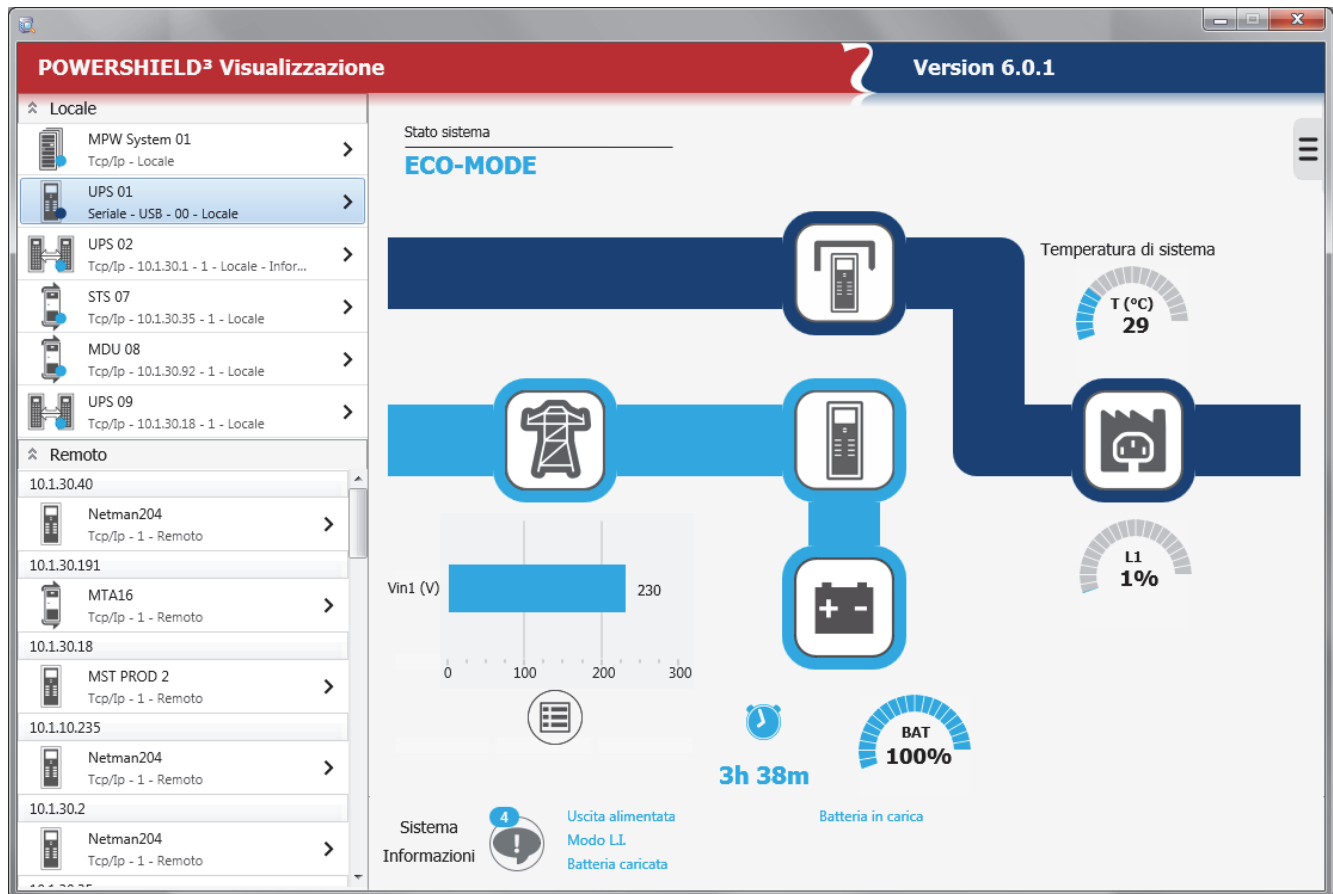 POWERSHIELD³ Visualizzazione
Version 6.0.1
Locale
MPW System 01
Tcp/Ip - Locale
UPS 01
Seriale - USB - 00 - Locale
UPS 02
Tcp/Ip - 10.1.30.1 - 1 - Locale - Infor...
STS 07
Tcp/Ip - 10.1.30.35 - 1 - Locale
MDU 08
Tcp/Ip - 10.1.30.92 - 1 - Locale
UPS 09
Tcp/Ip - 10.1.30.18 - 1 - Locale
Remoto
10.1.30.40
Netman204
Tcp/Ip - 1 - Remoto
10.1.30.191
MTA16
Tcp/Ip - 1 - Remoto
10.1.30.18
MST PROD 2
Tcp/Ip - 1 - Remoto
10.1.10.235
Netman204
Tcp/Ip - 1 - Remoto
10.1.30.2
Netman204
Tcp/Ip - 1 - Remoto
Stato sistema
ECO-MODE
Temperatura di sistema
T (°C)
29
L1
1%
Vin1 (V)
230
0 100 200 300
BAT
100%
3h 38m
Sistema
Informazioni
4
Uscita alimentata
Modo L.I.
Batteria caricata
Batteria in carica